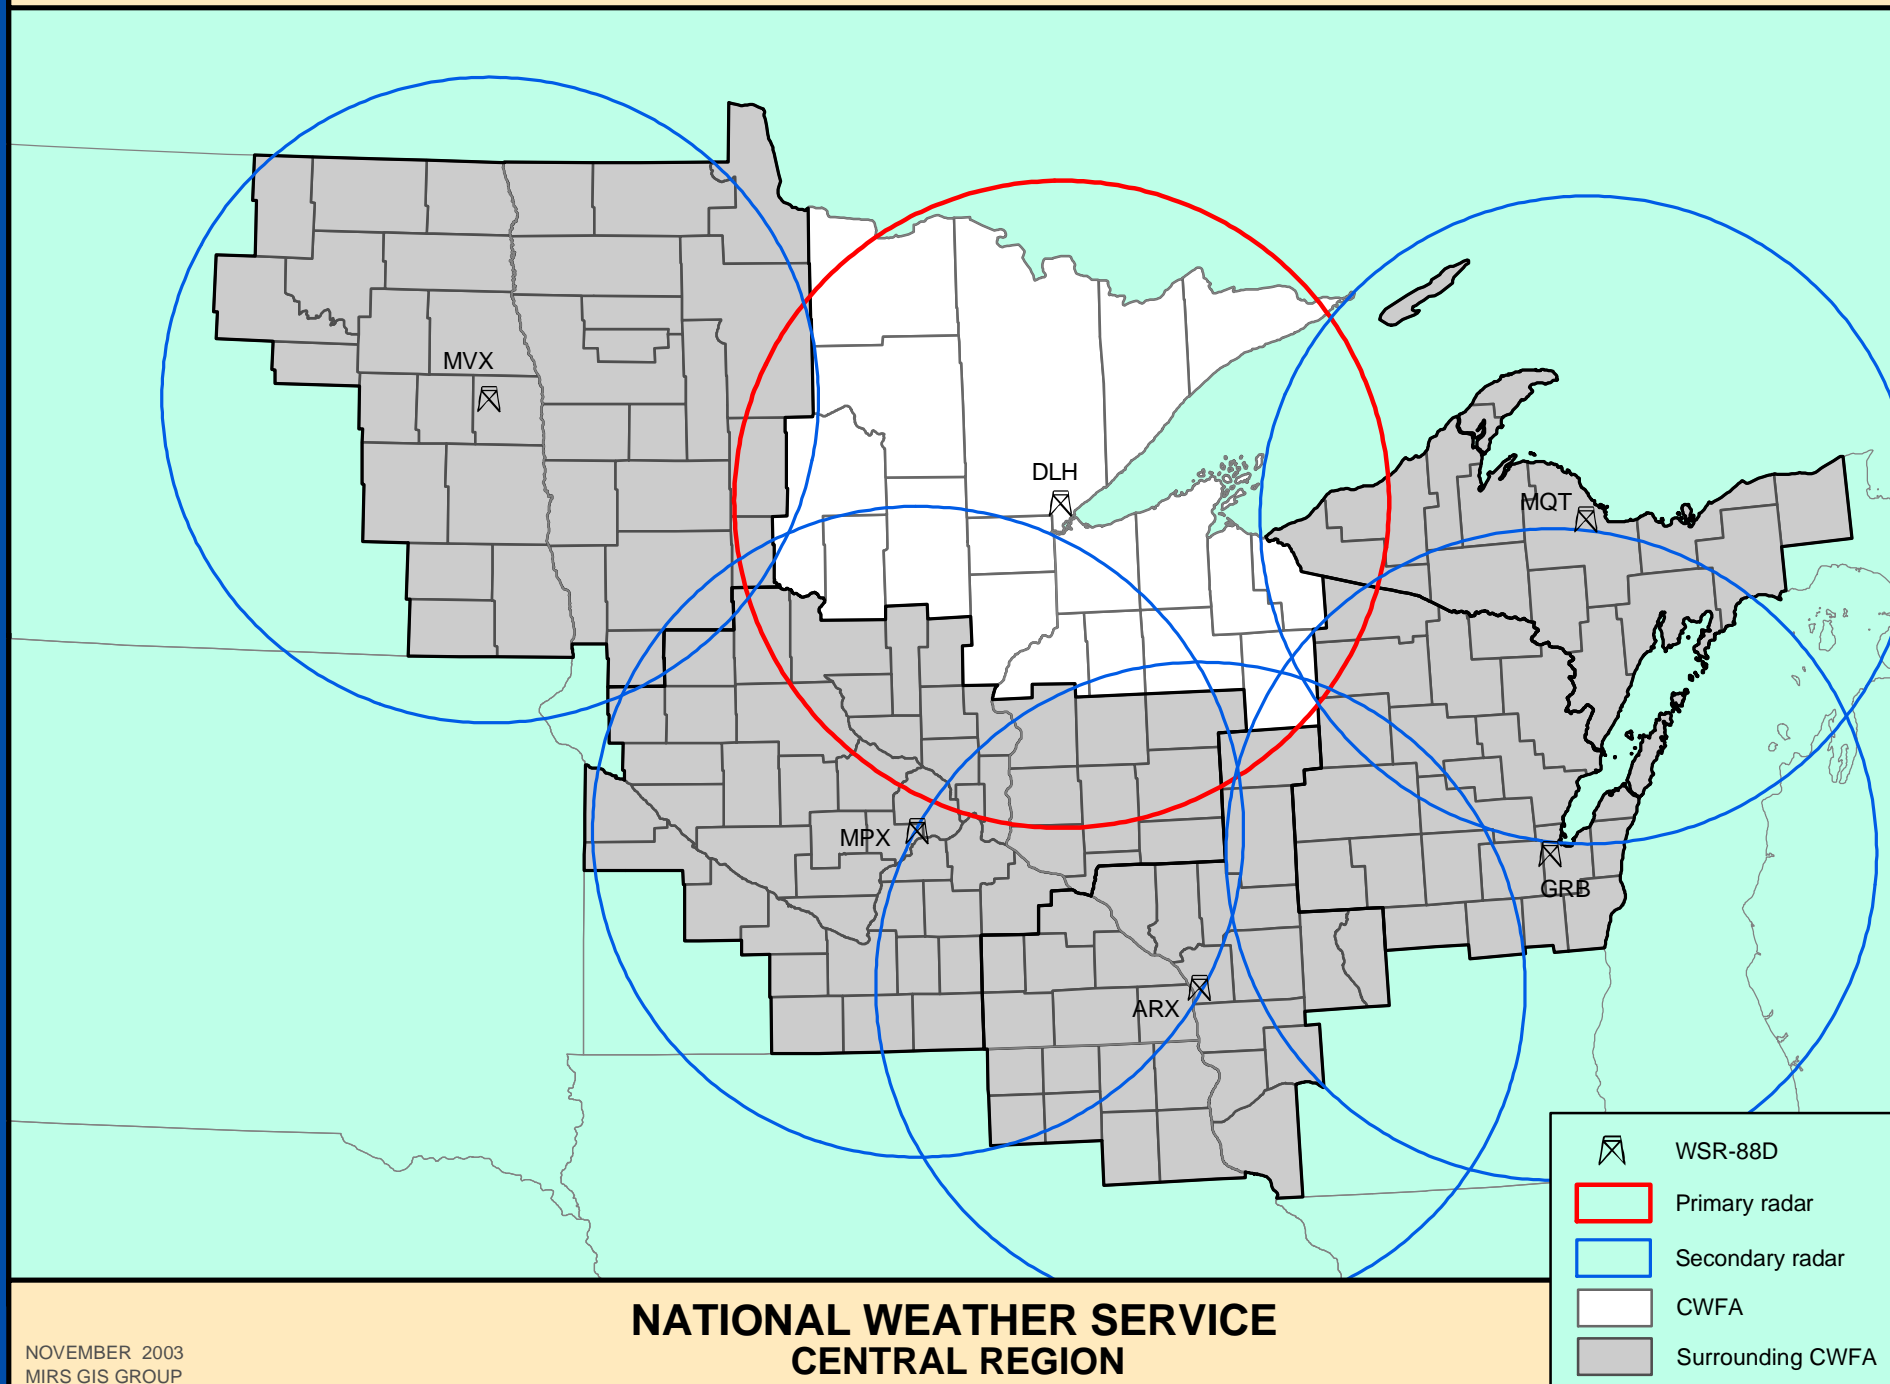 MVX
DLH
MQT
MPX
GRB
ARX
WSR-88D
Primary radar
Secondary radar
CWFA
Surrounding CWFA
NATIONAL WEATHER SERVICE
CENTRAL REGION
NOVEMBER 2003
MIRS GIS GROUP